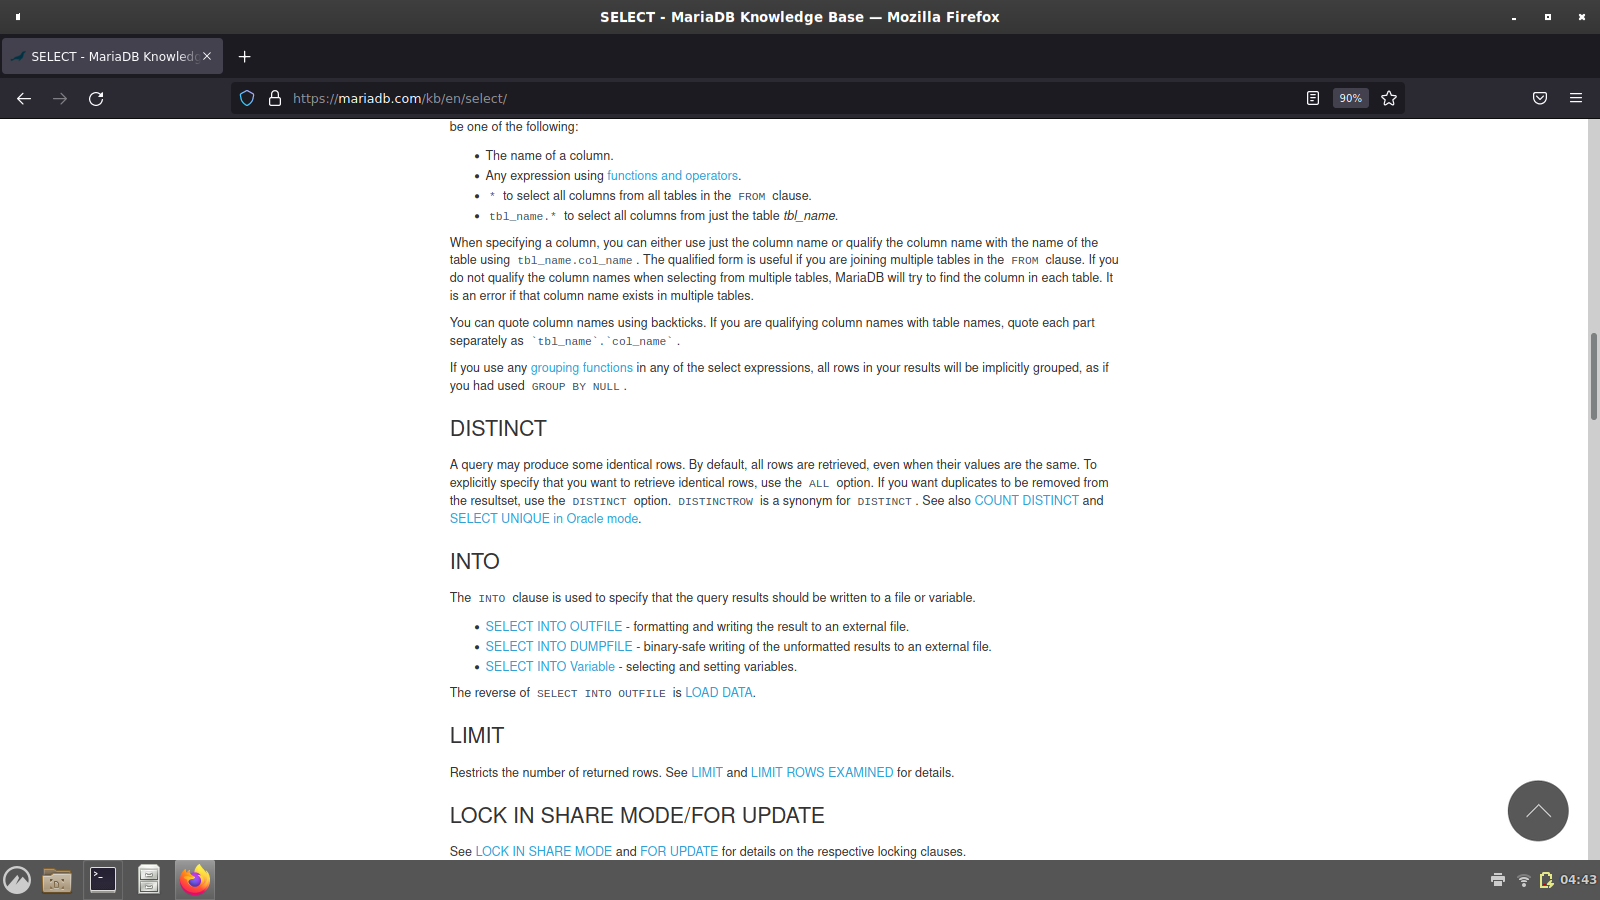 SELECT - MariaDB Knowledge Base — Mozilla Firefox
SELECT - MariaDB Knowledg
https://mariadb.com/kb/en/select/
90%
be one of the following:
• The name of a column.
• Any expression using functions and operators.
• * to select all columns from all tables in the FROM clause.
• tbl_name.* to select all columns from just the table tbl_name.
When specifying a column, you can either use just the column name or qualify the column name with the name of the
table using tbl_name.col_name. The qualified form is useful if you are joining multiple tables in the FROM clause. If you
do not qualify the column names when selecting from multiple tables, MariaDB will try to find the column in each table. It
is an error if that column name exists in multiple tables.
You can quote column names using backticks. If you are qualifying column names with table names, quote each part
separately as `tbl_name`.`col_name`.
If you use any grouping functions in any of the select expressions, all rows in your results will be implicitly grouped, as if
you had used GROUP BY NULL.
DISTINCT
A query may produce some identical rows. By default, all rows are retrieved, even when their values are the same. To
explicitly specify that you want to retrieve identical rows, use the ALL option. If you want duplicates to be removed from
the resultset, use the DISTINCT option. DISTINCTROW is a synonym for DISTINCT. See also COUNT DISTINCT and
SELECT UNIQUE in Oracle mode.
INTO
The INTO clause is used to specify that the query results should be written to a file or variable.
• SELECT INTO OUTFILE - formatting and writing the result to an external file.
• SELECT INTO DUMPFILE - binary-safe writing of the unformatted results to an external file.
• SELECT INTO Variable - selecting and setting variables.
The reverse of SELECT INTO OUTFILE is LOAD DATA.
LIMIT
Restricts the number of returned rows. See LIMIT and LIMIT ROWS EXAMINED for details.
LOCK IN SHARE MODE/FOR UPDATE
See LOCK IN SHARE MODE and FOR UPDATE for details on the respective locking clauses.
04:43